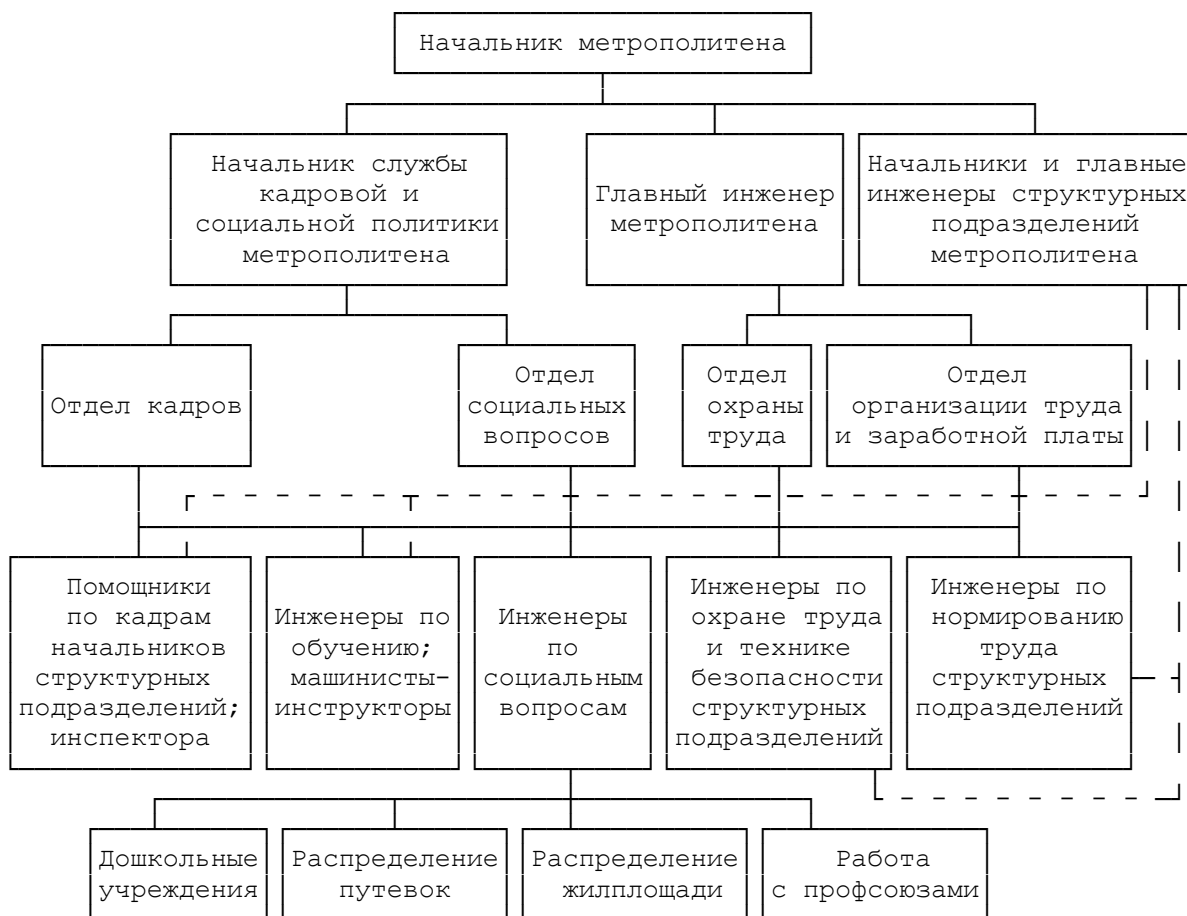 Начальник метрополитена
Начальник службы
кадровой и
социальной политики
метрополитена
Главный инженер
метрополитена
Начальники и главные
инженеры структурных
подразделений
метрополитена
Отдел кадров
Отдел
социальных
вопросов
Отдел
охраны
труда
Отдел
организации труда
и заработной платы
Помощники
по кадрам
начальников
структурных
подразделений;
инспектора
Инженеры по
обучению;
машинисты-
инструкторы
Инженеры
по
социальным
вопросам
Инженеры по
охране труда
и технике
безопасности
структурных
подразделений
Инженеры по
нормированию
труда
структурных
подразделений
Дошкольные
учреждения
Распределение
путевок
Распределение
жилплощади
Работа
с профсоюзами